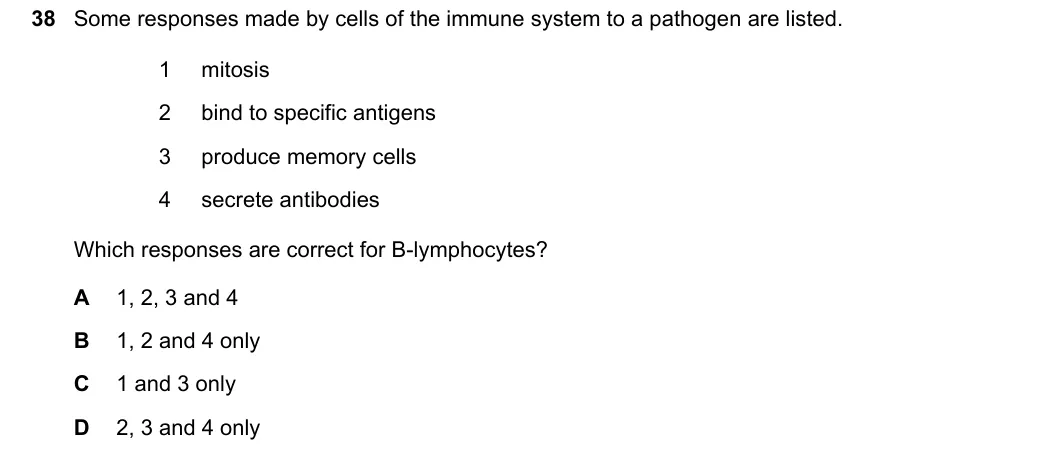 38 Some responses made by cells of the immune system to a pathogen are listed.
1 mitosis
2 bind to specific antigens
3 produce memory cells
4 secrete antibodies
Which responses are correct for B-lymphocytes?
A 1, 2, 3 and 4
B 1, 2 and 4 only
C 1 and 3 only
D 2, 3 and 4 only